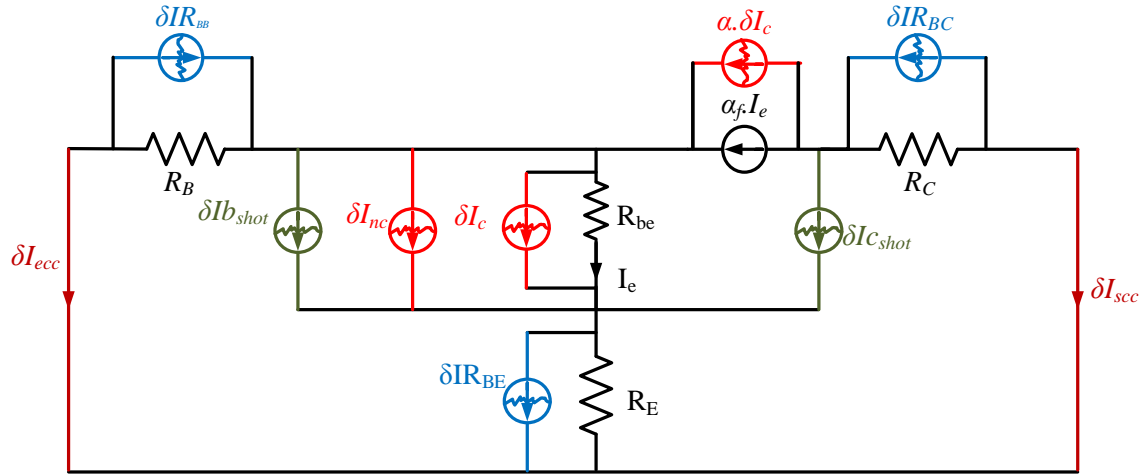 δIR_BB
α.δI_c
δIR_BC
α_f.I_e
R_B
R_C
δIb_shot
δI_nc
δI_c
R_be
δIc_shot
δI_ecc
I_e
δI_scc
δIR_BE
R_E